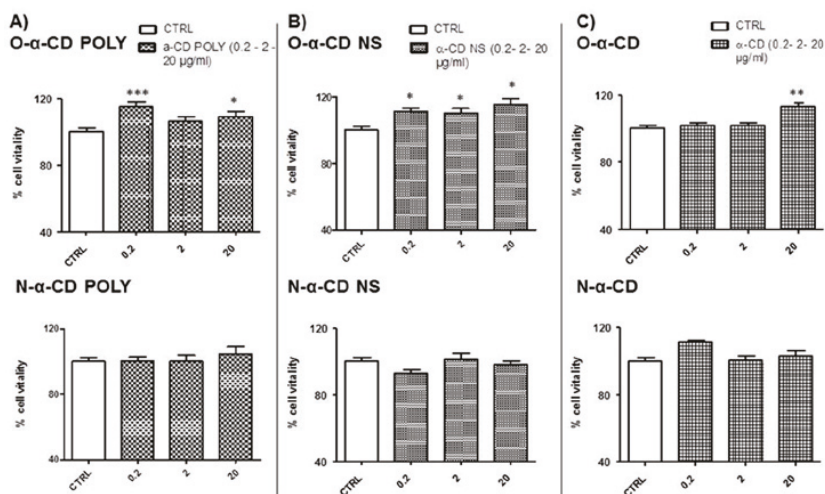 A)
O-α-CD POLY
CTRL
a-CD POLY (0.2 - 2 -
20 µg/ml)
% cell vitality
120
80
40
***
*
CTRL
0.2
2
20
N-α-CD POLY
% cell vitality
120
80
40
CTRL
0.2
2
20
B)
O-α-CD NS
CTRL
α-CD NS (0.2- 2- 20
µg/ml)
% cell vitality
120
80
40
*
*
*
CTRL
0.2
2
20
N-α-CD NS
% cell vitality
120
80
40
CTRL
0.2
2
20
C)
O-α-CD
CTRL
α-CD (0.2- 2- 20
µg/ml)
% cell vitality
120
80
40
**
CTRL
0.2
2
20
N-α-CD
% cell vitality
120
80
40
CTRL
0.2
2
20